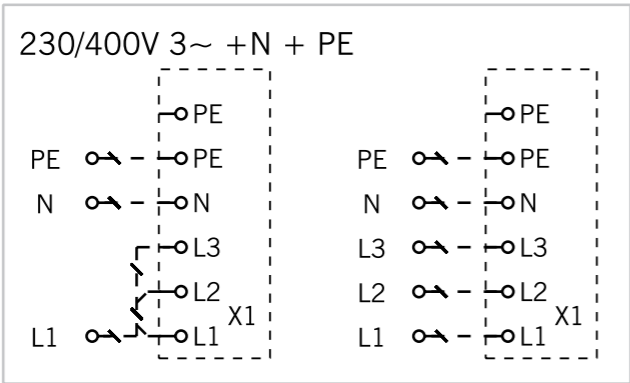 230/400V 3~ +N + PE
PE
PE PE
N N
L3
L2
L1 L1 X1
PE
PE PE
N N
L3 L3
L2 L2
L1 L1 X1